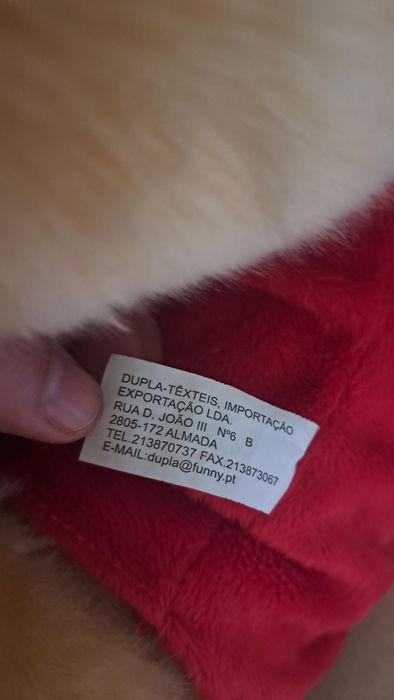 DUPLA-TÊXTEIS, IMPORTAÇÃO
EXPORTAÇÃO LDA.
RUA D. JOÃO III Nº6 B
2805-172 ALMADA
TEL.213870737 FAX.213873067
E-MAIL:dupla@funny.pt